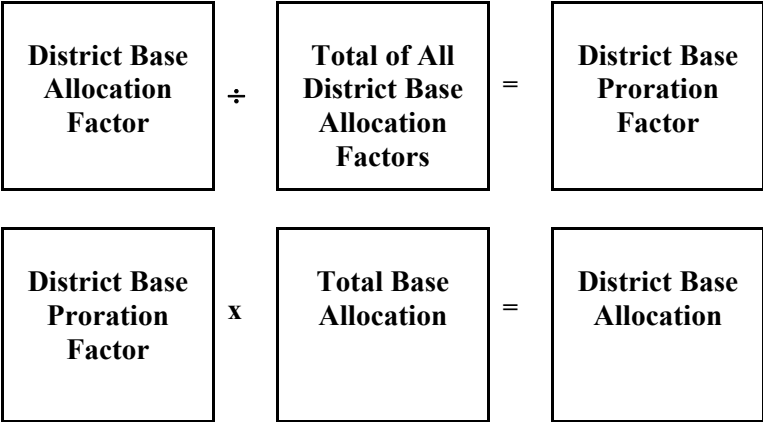 District Base
Allocation
Factor
÷
Total of All
District Base
Allocation
Factors
=
District Base
Proration
Factor
District Base
Proration
Factor
x
Total Base
Allocation
=
District Base
Allocation